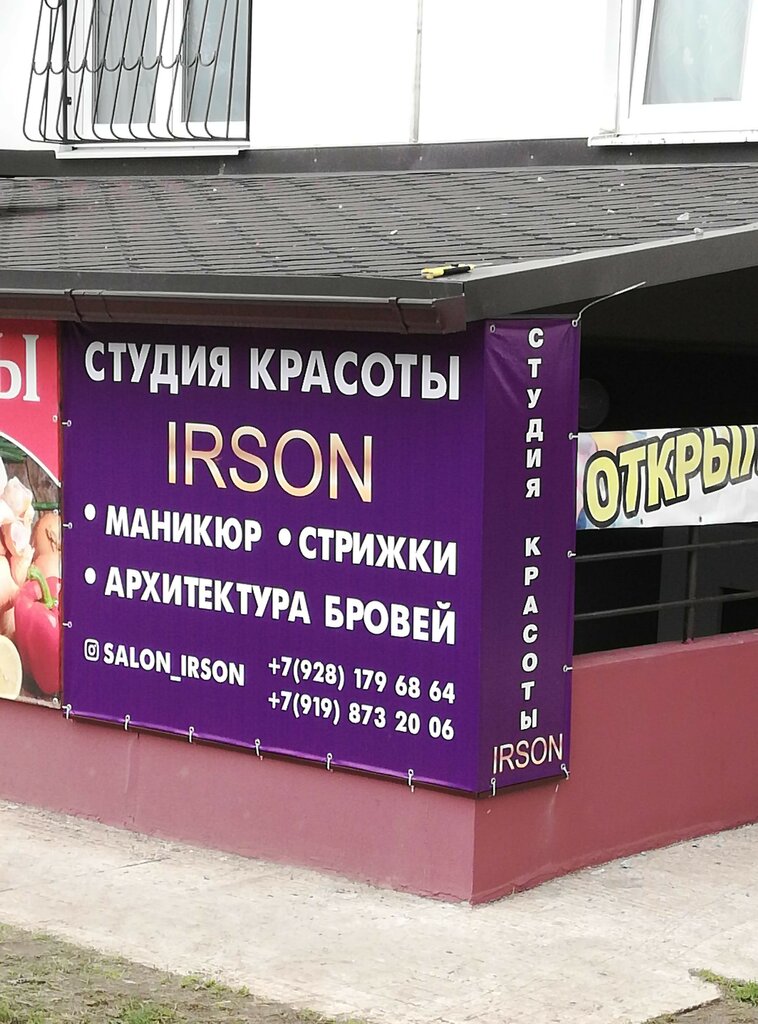 СТУДИЯ КРАСОТЫ
IRSON
• МАНИКЮР • СТРИЖКИ
• АРХИТЕКТУРА БРОВЕЙ
SALON_IRSON
+7(928) 179 68 64
+7(919) 873 20 06
СТУДИЯ КРАСОТЫ
IRSON